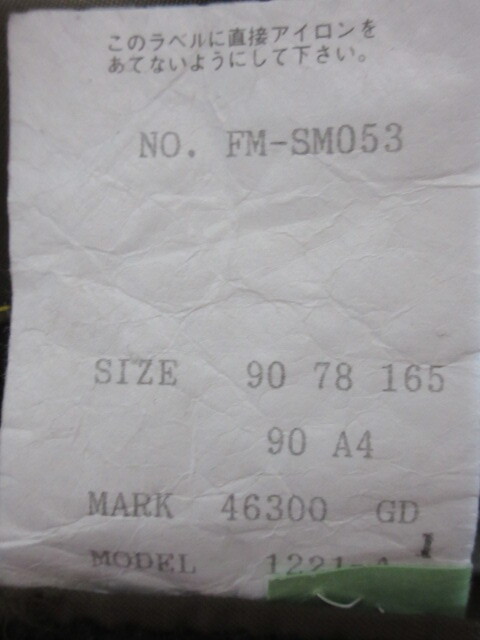 このラベルに直接アイロンを
あてないようにして下さい。
NO. FM-SM053
SIZE 90 78 165
90 A4
MARK 46300 GD
MODEL 1221-A